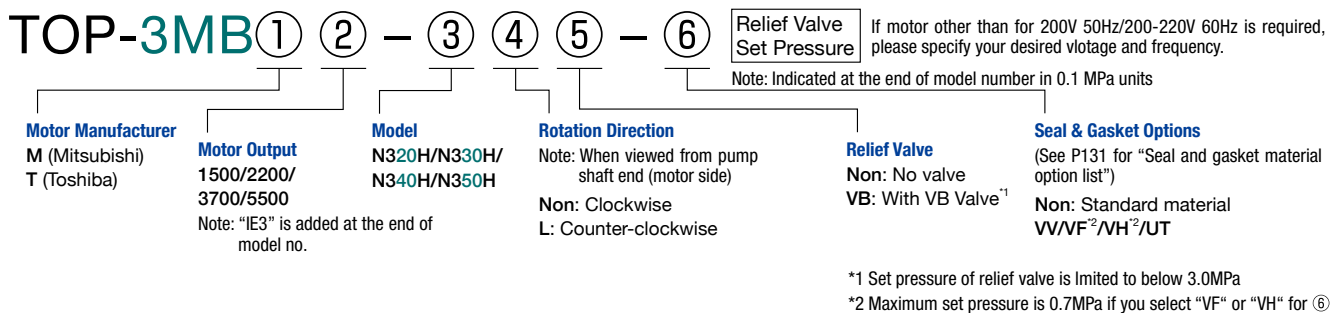 TOP-3MB① ② – ③ ④ ⑤ – ⑥
Relief Valve
Set Pressure
If motor other than for 200V 50Hz/200-220V 60Hz is required,
please specify your desired vlotage and frequency.
Note: Indicated at the end of model number in 0.1 MPa units
Motor Manufacturer
M (Mitsubishi)
T (Toshiba)
Motor Output
1500/2200/
3700/5500
Note: “IE3” is added at the end of
model no.
Model
N320H/N330H/
N340H/N350H
Rotation Direction
Note: When viewed from pump
shaft end (motor side)
Non: Clockwise
L: Counter-clockwise
Relief Valve
Non: No valve
VB: With VB Valve*1
Seal & Gasket Options
(See P131 for “Seal and gasket material
option list”)
Non: Standard material
VV/VF*2/VH*2/UT
*1 Set pressure of relief valve is lmited to below 3.0MPa
*2 Maximum set pressure is 0.7MPa if you select “VF“ or “VH“ for ⑥